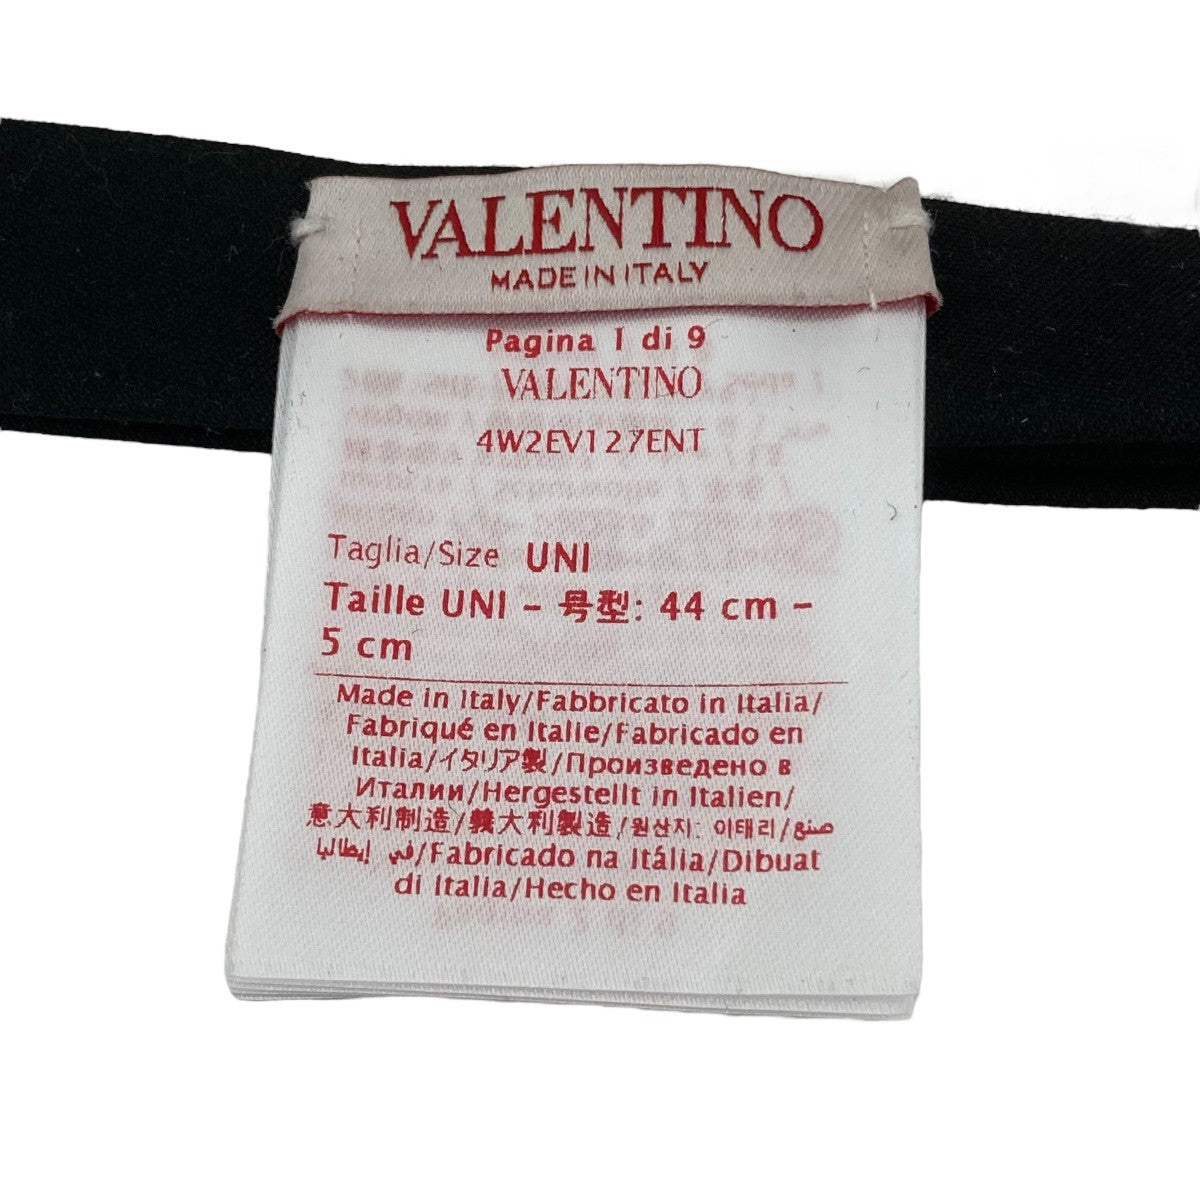 VALENTINO
MADE IN ITALY
Pagina 1 di 9
VALENTINO
4W2EV127ENT
Taglia/Size UNI
Taille UNI - 号型: 44 cm -
5 cm
Made in Italy/Fabbricato in Italia/
Fabriqué en Italie/Fabricado en
Italia/イタリア製/Произведено в
Италии/Hergestellt in Italien/
意大利制造/義大利製造/원산지: 이태리/صنع
في إيطاليا/Fabricado na Itália/Dibuat
di Italia/Hecho en Italia